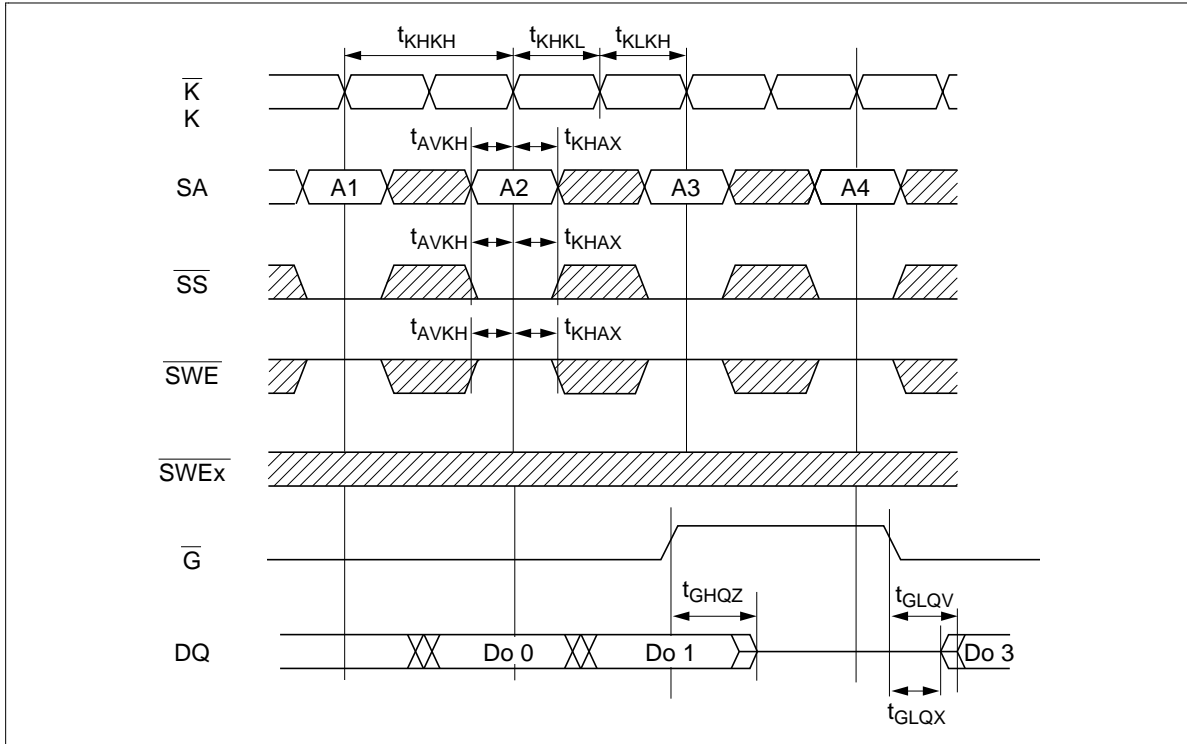 tKHKH tKHKL tKLKH
K
K
tAVKH tKHAX
SA A1 A2 A3 A4
tAVKH tKHAX
SS
tAVKH tKHAX
SWE
SWEx
G
tGHQZ tGLQV
DQ Do 0 Do 1 Do 3
tGLQX